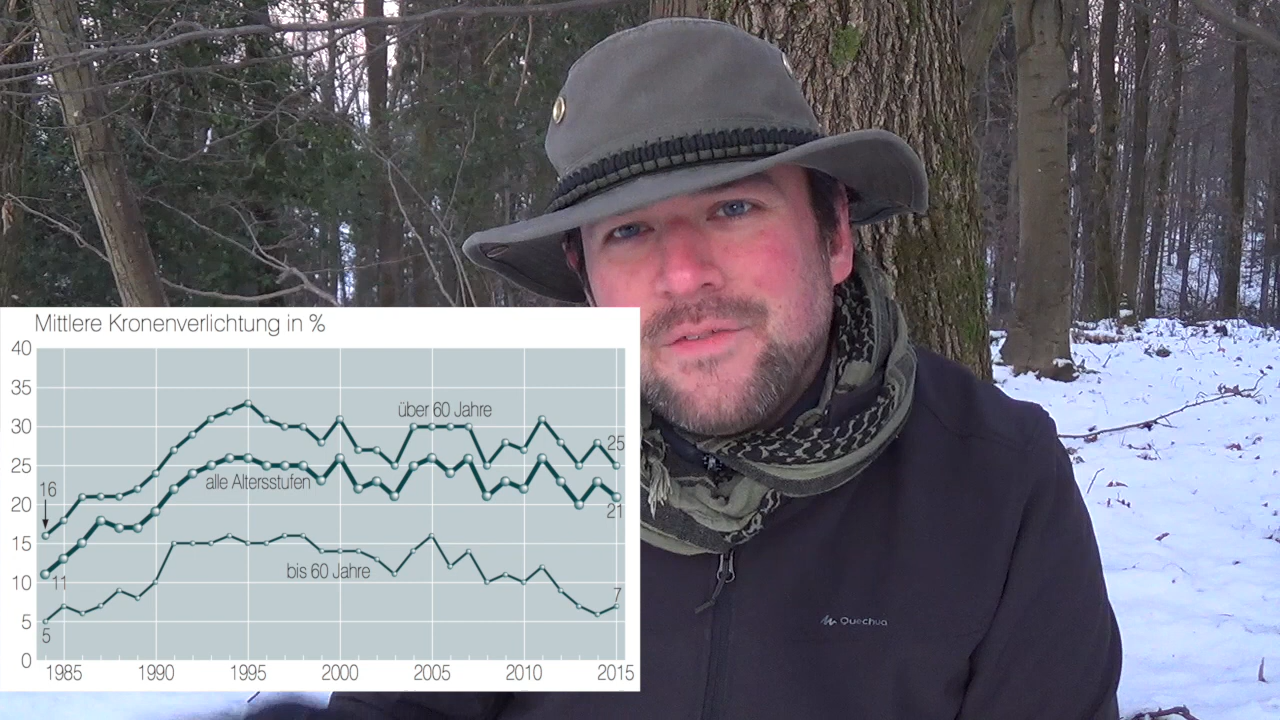 Mittlere Kronenverlichtung in %
40
35
30
25
20
15
10
5
0
über 60 Jahre
25
16
alle Altersstufen
21
11
bis 60 Jahre
7
5
1985 1990 1995 2000 2005 2010 2015
Quechua